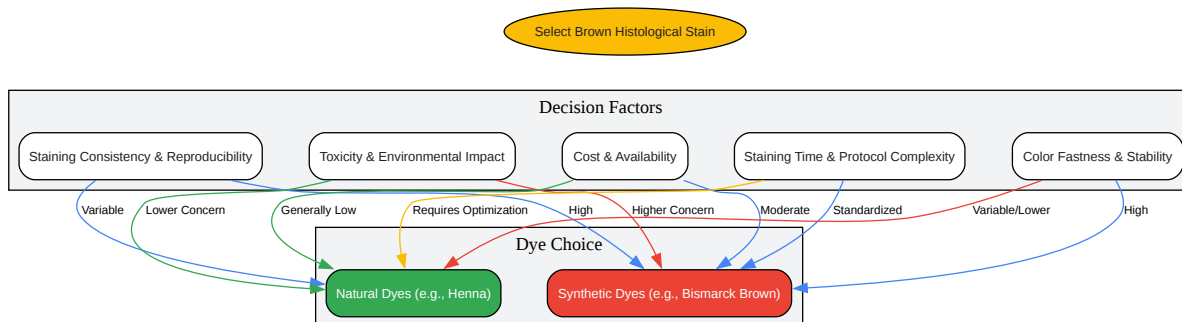 Select Brown Histological Stain
Decision Factors
Staining Consistency & Reproducibility
Toxicity & Environmental Impact
Cost & Availability
Staining Time & Protocol Complexity
Color Fastness & Stability
Variable
Lower Concern
Generally Low
Requires Optimization
High
Higher Concern
Moderate
Standardized
Variable/Lower
High
Dye Choice
Natural Dyes (e.g., Henna)
Synthetic Dyes (e.g., Bismarck Brown)